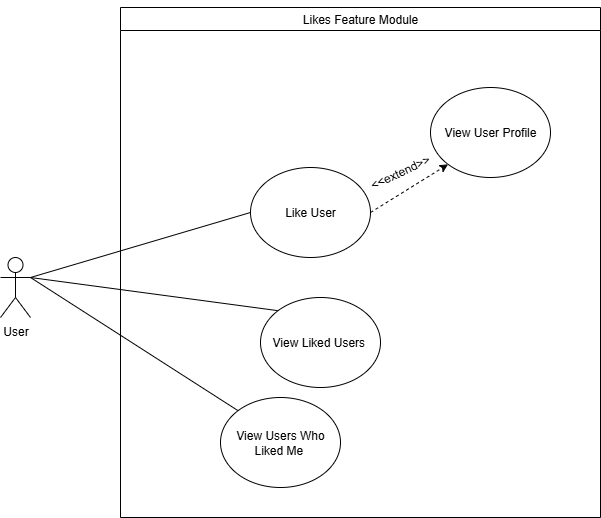 Likes Feature Module
View User Profile
<<extend>>
Like User
User
View Liked Users
View Users Who
Liked Me